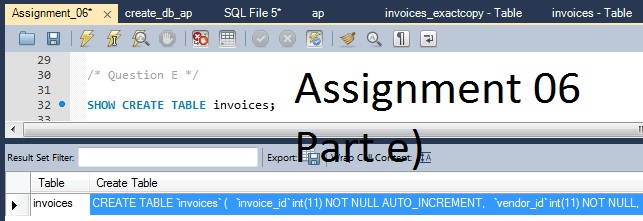 Assignment_06* × create_db_ap SQL File 5* ap invoices_exactcopy - Table invoices - Table
29
30 /* Question E */
31
32 SHOW CREATE TABLE invoices;
33
Assignment 06
Part e)
Result Set Filter: Export: Wrap Cell Content:
Table Create Table
invoices CREATE TABLE `invoices` ( `invoice_id` int(11) NOT NULL AUTO_INCREMENT, `vendor_id` int(11) NOT NULL,